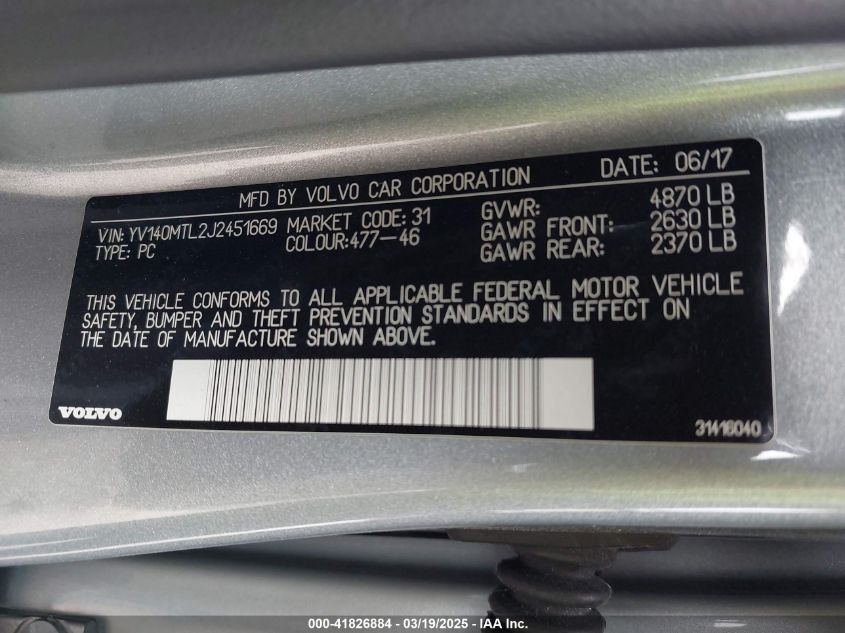 MFD BY VOLVO CAR CORPORATION DATE: 06/17
VIN: YV140MTL2J2451669 MARKET CODE: 31 GVWR: 4870 LB
TYPE: PC COLOUR:477-46 GAWR FRONT: 2630 LB
GAWR REAR: 2370 LB
THIS VEHICLE CONFORMS TO ALL APPLICABLE FEDERAL MOTOR VEHICLE
SAFETY, BUMPER AND THEFT PREVENTION STANDARDS IN EFFECT ON
THE DATE OF MANUFACTURE SHOWN ABOVE.
VOLVO 31416040
000-41826884 - 03/19/2025 - IAA Inc.